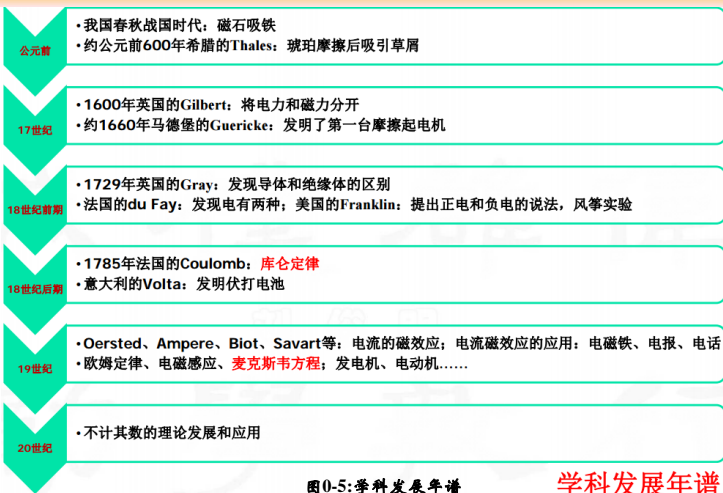 公元前
·我国春秋战国时代：磁石吸铁
·约公元前600年希腊的Thales：琥珀摩擦后吸引草屑
17世纪
·1600年英国的Gilbert：将电力和磁力分开
·约1660年马德堡的Guericke：发明了第一台摩擦起电机
18世纪前期
·1729年英国的Gray：发现导体和绝缘体的区别
·法国的du Fay：发现电有两种；美国的Franklin：提出正电和负电的说法，风筝实验
18世纪后期
·1785年法国的Coulomb：库仑定律
·意大利的Volta：发明伏打电池
19世纪
·Oersted、Ampere、Biot、Savart等：电流的磁效应；电流磁效应的应用：电磁铁、电报、电话
·欧姆定律、电磁感应、麦克斯韦方程；发电机、电动机……
20世纪
·不计其数的理论发展和应用
图0-5:学科发展年谱
学科发展年谱